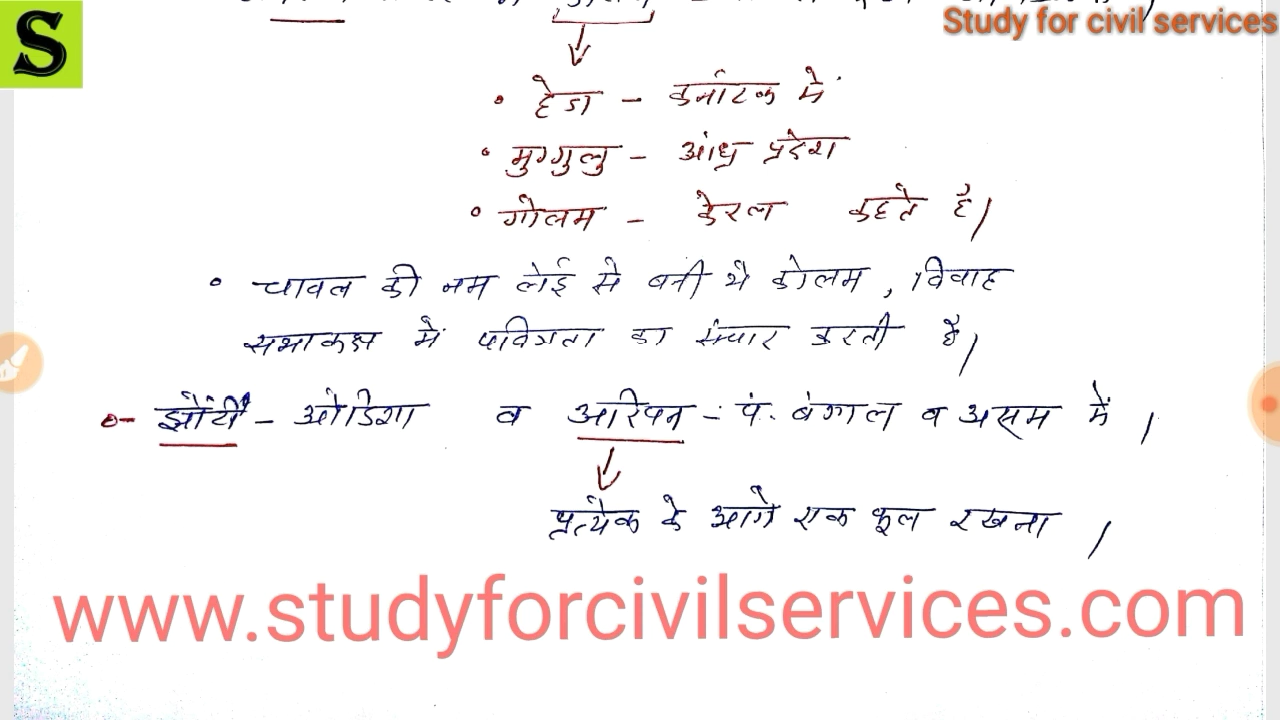 S
Study for civil services
• हेडा - कर्नाटक में
• मुग्गुलु - आंध्र प्रदेश
• गोलम - केरल कहते है।
• चावल की नम लेई से बनी ये कोलम, विवाह
सभाकक्ष में पवित्रता का संचार करती है।
झोंटी - ओडिशा व अरिपन - पं. बंगाल व असम में।
प्रत्येक के आगे एक फूल रखना।
www.studyforcivilservices.com